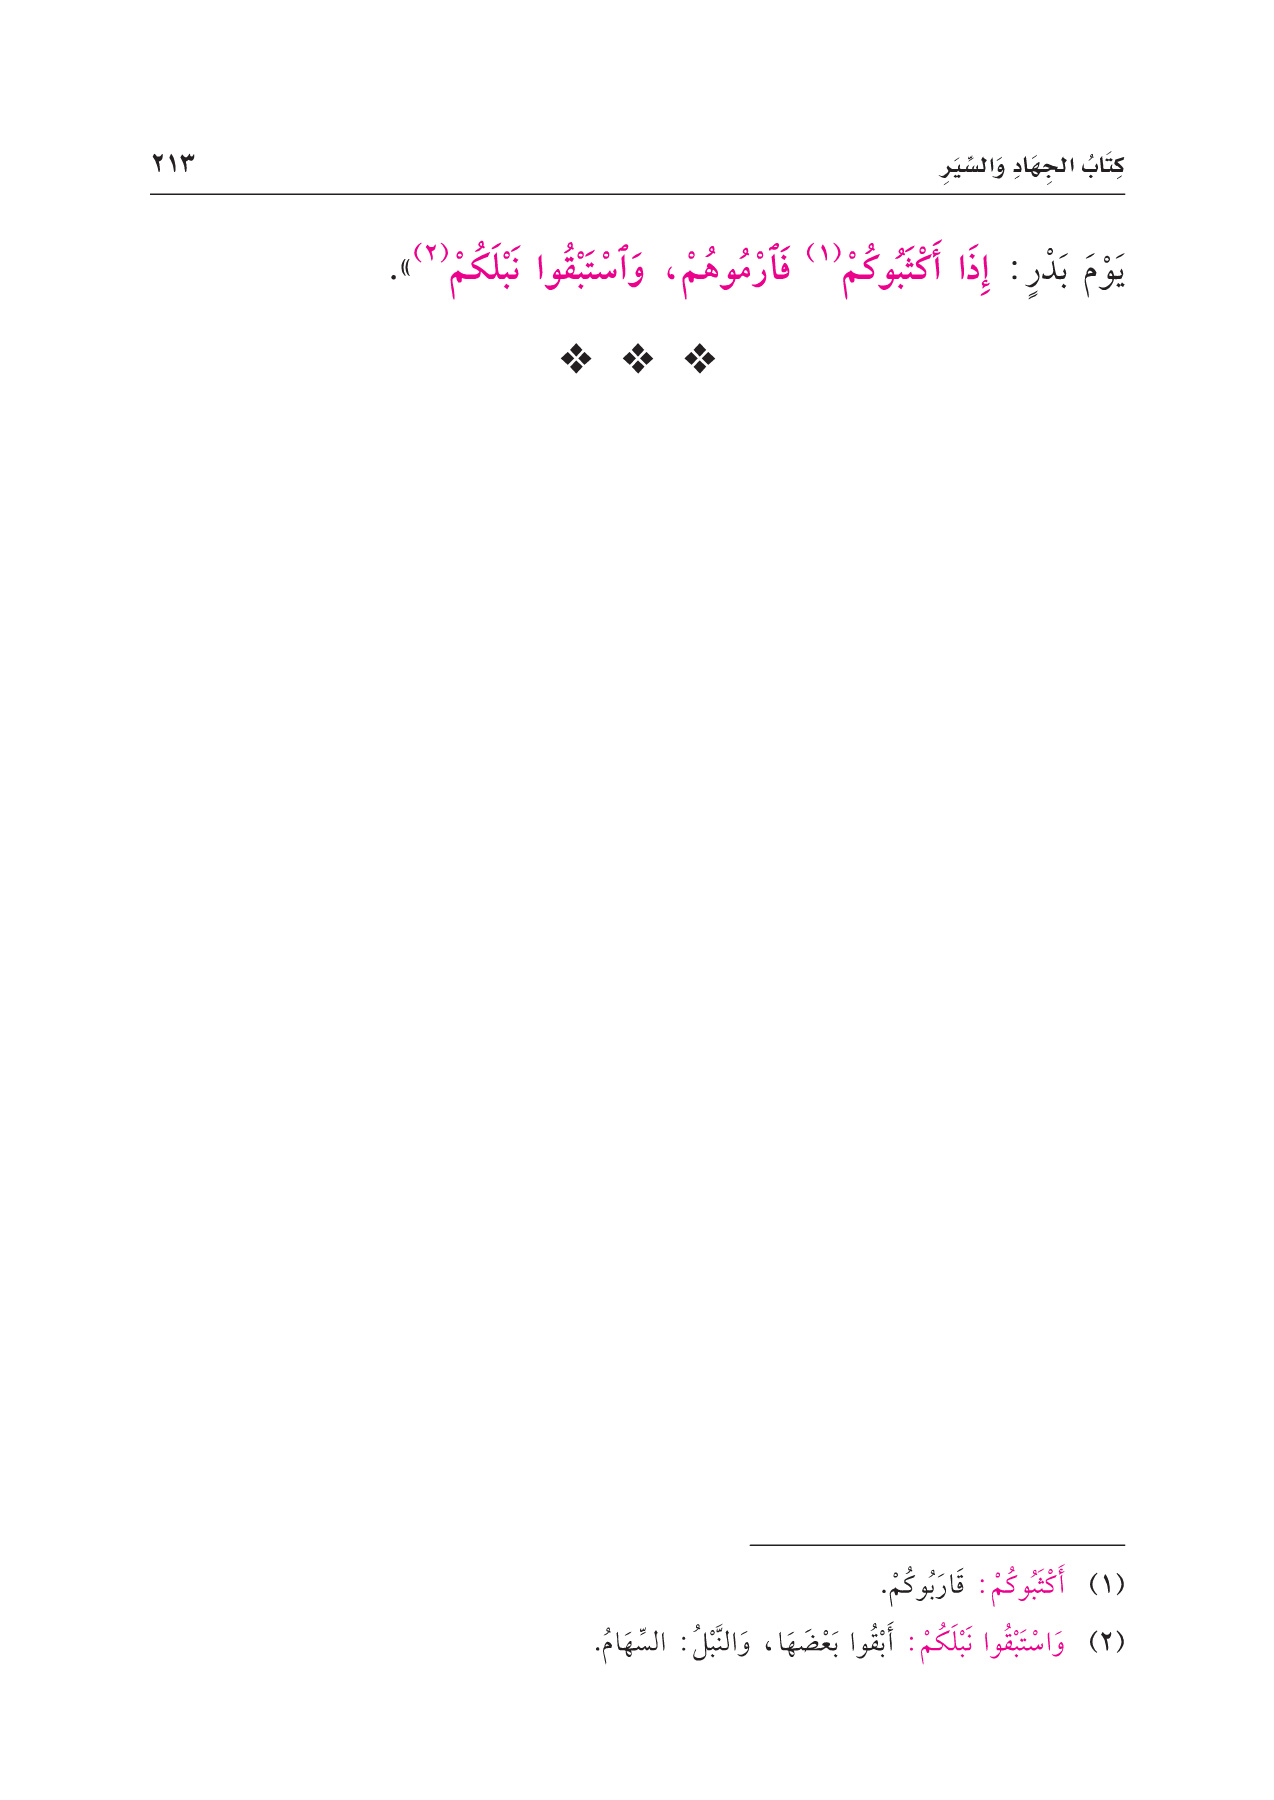 كِتَابُ الجِهَادِ وَالسِّيَرِ ٢١٣
يَوْمَ بَدْرٍ: إِذَا أَكْثَبُوكُمْ(١) فَٱرْمُوهُمْ، وَٱسْتَبْقُوا نَبْلَكُمْ(٢)».
❖ ❖ ❖
(١) أَكْثَبُوكُمْ: قَارَبُوكُمْ.
(٢) وَاسْتَبْقُوا نَبْلَكُمْ: أَبْقُوا بَعْضَهَا، وَالنَّبْلُ: السِّهَامُ.